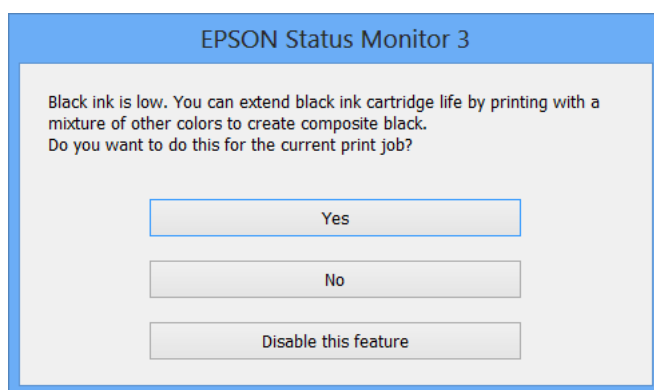 EPSON Status Monitor 3
Black ink is low. You can extend black ink cartridge life by printing with a
mixture of other colors to create composite black.
Do you want to do this for the current print job?
Yes
No
Disable this feature